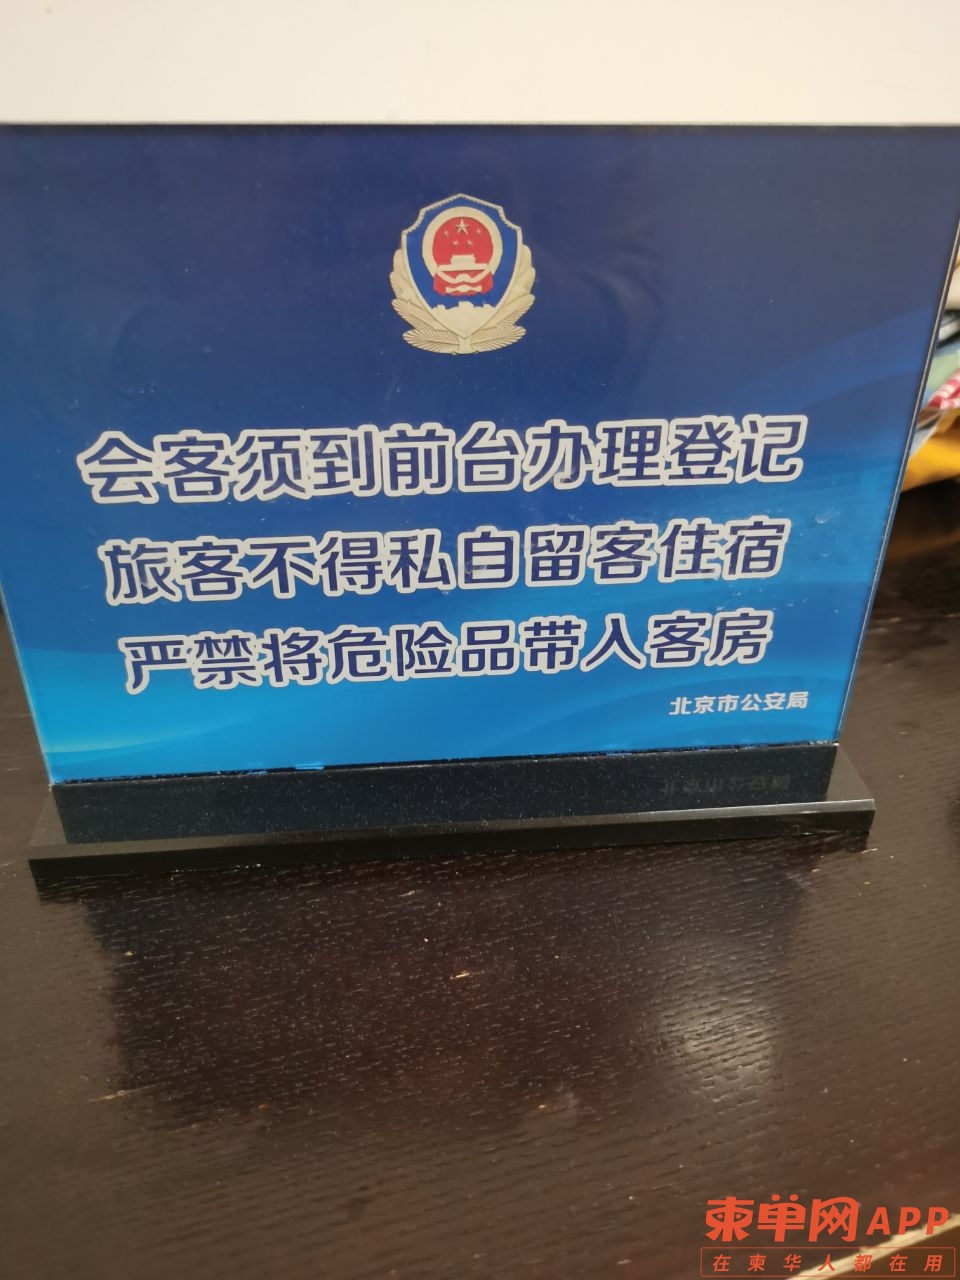 会客须到前台办理登记
旅客不得私自留客住宿
严禁将危险品带入客房
北京市公安局
柬单网APP
在柬华人都在用